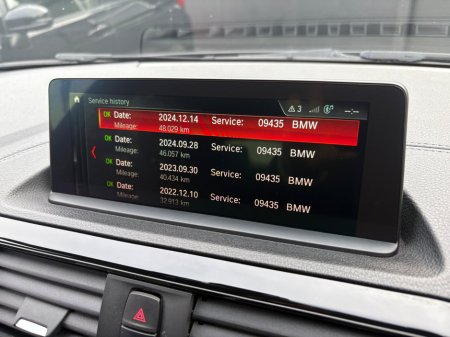 Service history
3
--:--
OK Date: 2024.12.14 Service: 09435 BMW
Mileage: 48.029 km
OK Date: 2024.09.28 Service: 09435 BMW
Mileage: 46.057 km
OK Date: 2023.09.30 Service: 09435 BMW
Mileage: 40.434 km
OK Date: 2022.12.10 Service: 09435 BMW
Mileage: 32.913 km